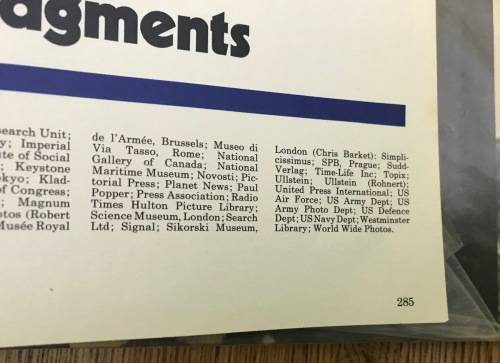 agments
earch Unit;
y; Imperial
ute of Social
; Keystone
okyo; Klad-
of Congress;
; Magnum
otos (Robert
Musée Royal
de l'Armée, Brussels; Museo di
Via Tasso, Rome; National
Gallery of Canada; National
Maritime Museum; Novosti; Pic-
torial Press; Planet News; Paul
Popper; Press Association; Radio
Times Hulton Picture Library;
Science Museum, London; Search
Ltd; Signal; Sikorski Museum,
London (Chris Barket): Simpli-
cissimus; SPB, Prague; Sudd-
Verlag; Time-Life Inc; Topix;
Ullstein; Ullstein (Rohnert);
United Press International; US
Air Force; US Army Dept; US
Army Photo Dept; US Defence
Dept; US Navy Dept; Westminster
Library; World Wide Photos.
285